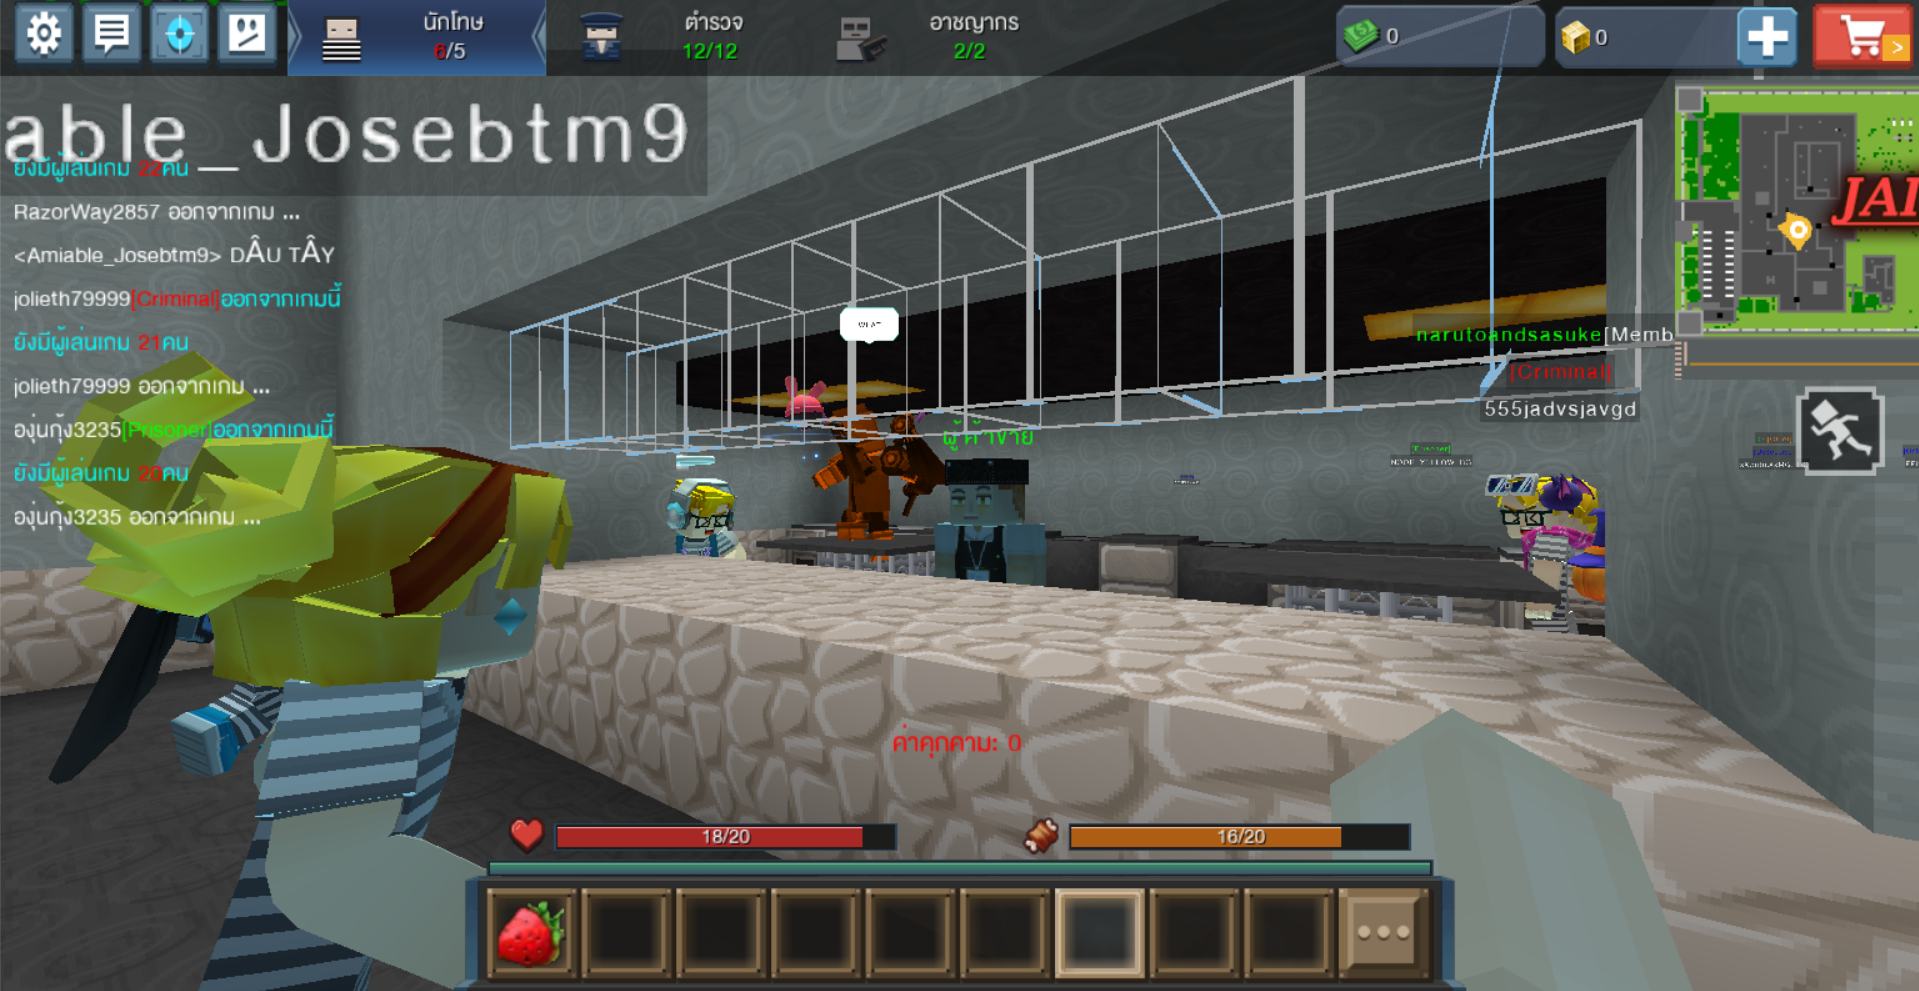 นักโทษ
6/5
ตำรวจ
12/12
อาชญากร
2/2
0
0
able_Josebtm9
ยังมีผู้เล่นเกม 22คน
RazorWay2857 ออกจากเกม ...
<Amiable_Josebtm9> DÂU TÂY
jolieth79999[Criminal]ออกจากเกมนี้
ยังมีผู้เล่นเกม 21คน
jolieth79999 ออกจากเกม ...
องุ่นกุ้ง3235[Prisoner]ออกจากเกมนี้
ยังมีผู้เล่นเกม 20คน
องุ่นกุ้ง3235 ออกจากเกม ...
JAI
narutoandsasuke[Memb
[Criminal]
555jadvsjavgd
ผู้ค้าขาย
[Prisoner]
NOOP_YELLOW_BG
ค่าคุกคาม: 0
18/20
16/20